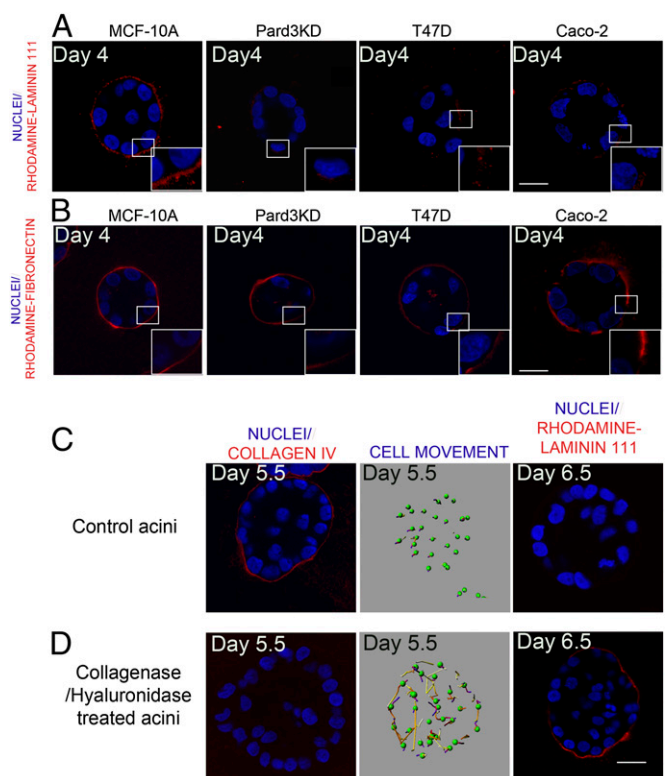 A
MCF-10A Pard3KD T47D Caco-2
NUCLEI/
RHODAMINE-LAMININ 111
Day 4 Day4 Day4 Day4
B
MCF-10A Pard3KD T47D Caco-2
NUCLEI/
RHODAMINE-FIBRONECTIN
Day 4 Day4 Day4 Day4
C
NUCLEI/
COLLAGEN IV
CELL MOVEMENT
NUCLEI/
RHODAMINE-
LAMININ 111
Control acini
Day 5.5 Day 5.5 Day 6.5
D
Collagenase
/Hyaluronidase
treated acini
Day 5.5 Day 5.5 Day 6.5